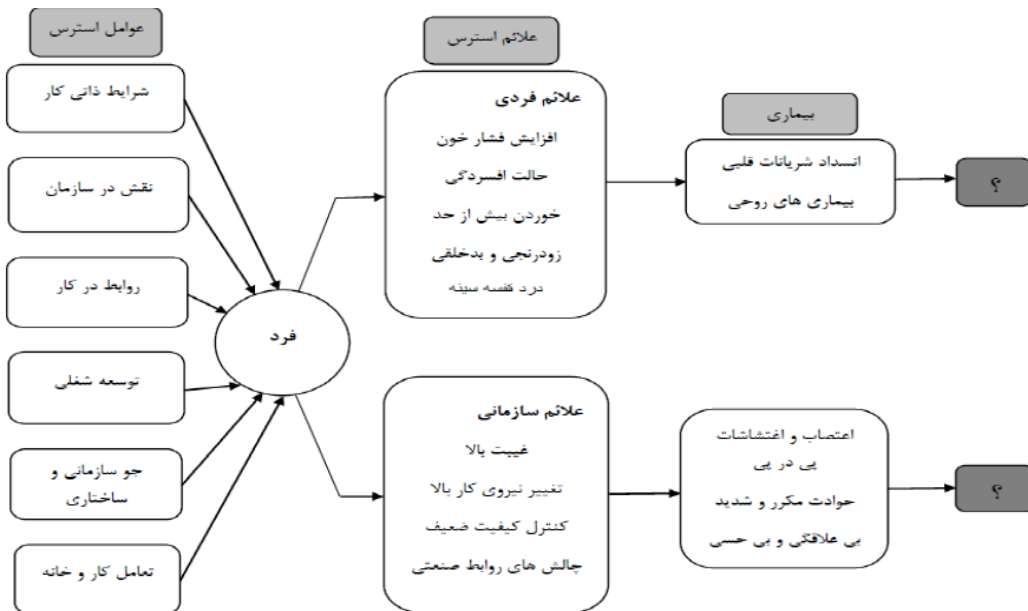 عوامل استرس
شرایط ذاتی کار
نقش در سازمان
روابط در کار
توسعه شغلی
جو سازمانی و
ساختاری
تعامل کار و خانه
فرد
علائم استرس
علائم فردی
افزایش فشار خون
حالت افسردگی
خوردن بیش از حد
زودرنجی و بدخلقی
درد قفسه سینه
علائم سازمانی
غیبت بالا
تغییر نیروی کار بالا
کنترل کیفیت ضعیف
چالش های روابط صنعتی
بیماری
انسداد شریانات قلبی
بیماری های روحی
اعتصاب و اغتشاشات
پی در پی
حوادث مکرر و شدید
بی علاقگی و بی حسی
؟
؟